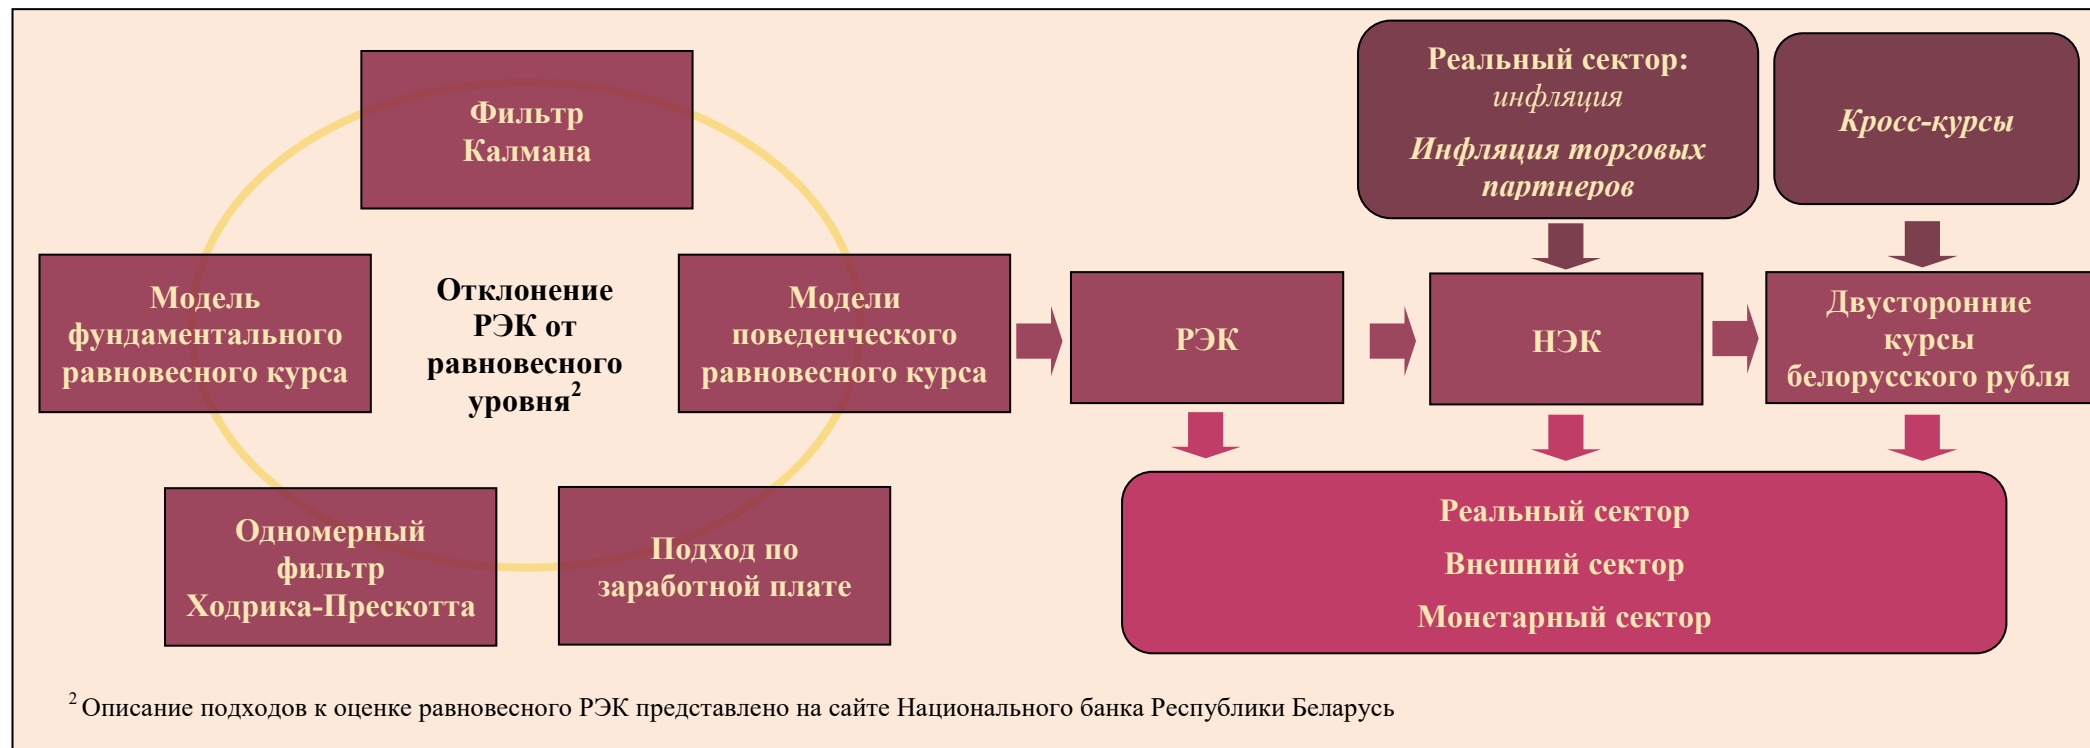 Фильтр
Калмана
Модель
фундаментального
равновесного курса
Отклонение
РЭК от
равновесного
уровня²
Модели
поведенческого
равновесного курса
Одномерный
фильтр
Ходрика-Прескотта
Подход по
заработной плате
Реальный сектор:
инфляция
Инфляция торговых
партнеров
Кросс-курсы
РЭК
НЭК
Двусторонние
курсы
белорусского рубля
Реальный сектор
Внешний сектор
Монетарный сектор
² Описание подходов к оценке равновесного РЭК представлено на сайте Национального банка Республики Беларусь